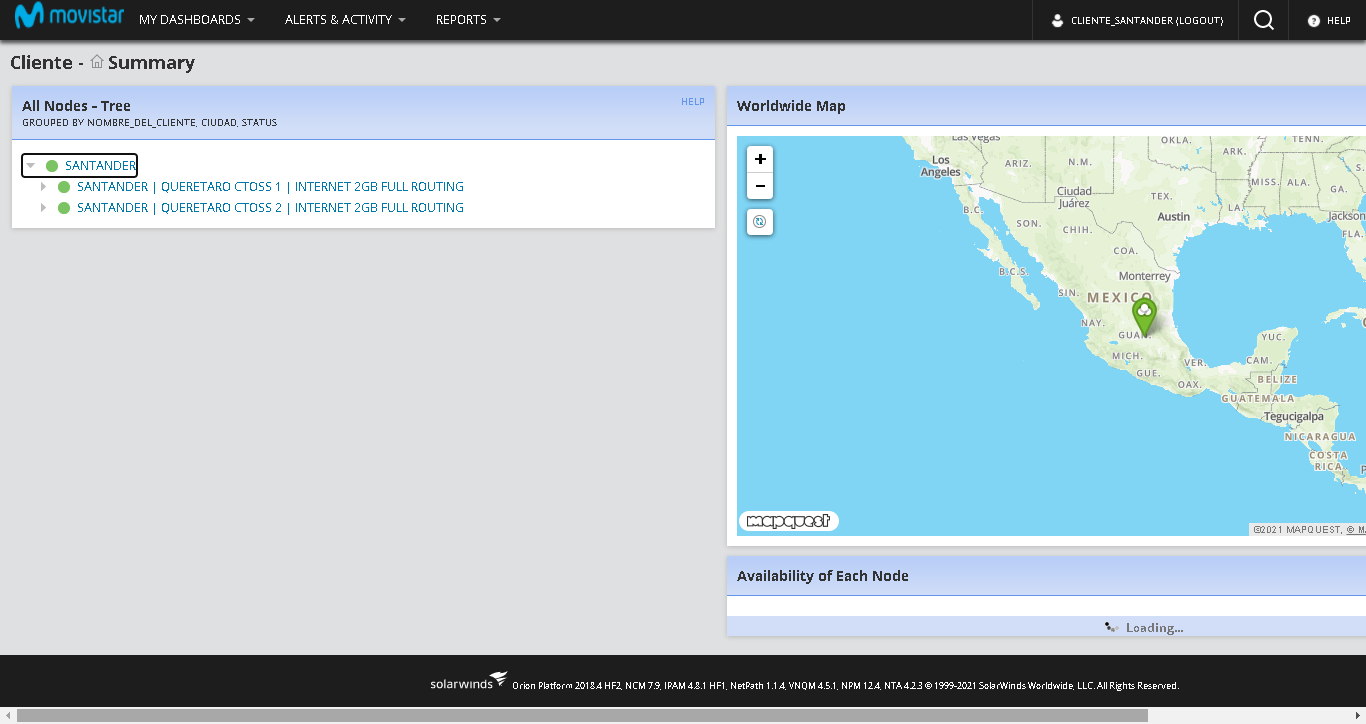 movistar MY DASHBOARDS ALERTS & ACTIVITY REPORTS CLIENTE_SANTANDER (LOGOUT) HELP
Cliente - Summary
All Nodes - Tree HELP
GROUPED BY NOMBRE_DEL_CLIENTE, CIUDAD, STATUS
SANTANDER
SANTANDER | QUERETARO CTOSS 1 | INTERNET 2GB FULL ROUTING
SANTANDER | QUERETARO CTOSS 2 | INTERNET 2GB FULL ROUTING
Worldwide Map
+
−
Las Vegas
OKLA.
TENN.
Los Angeles
ARIZ.
N.M.
ARK.
MISS.
ALA.
GA.
Ciudad Juárez
TEX.
B.C.
Austin
LA.
Jackson
SON.
CHIH.
FLA.
COA.
B.C.S.
Monterrey
SIN.
MEXICO
NAY.
GUAN.
YUC.
MICH.
VER.
CAM.
GUE.
OAX.
BELIZE
GUATEMALA
Tegucigalpa
NICARAGUA
COSTA RICA
mapquest
©2021 MAPQUEST, © M
Availability of Each Node
Loading...
solarwinds Orion Platform 2018.4 HF2, NCM 7.9, IPAM 4.8.1 HF1, NetPath 1.1.4, VNQM 4.5.1, NPM 12.4, NTA 4.2.3 © 1999-2021 SolarWinds Worldwide, LLC. All Rights Reserved.